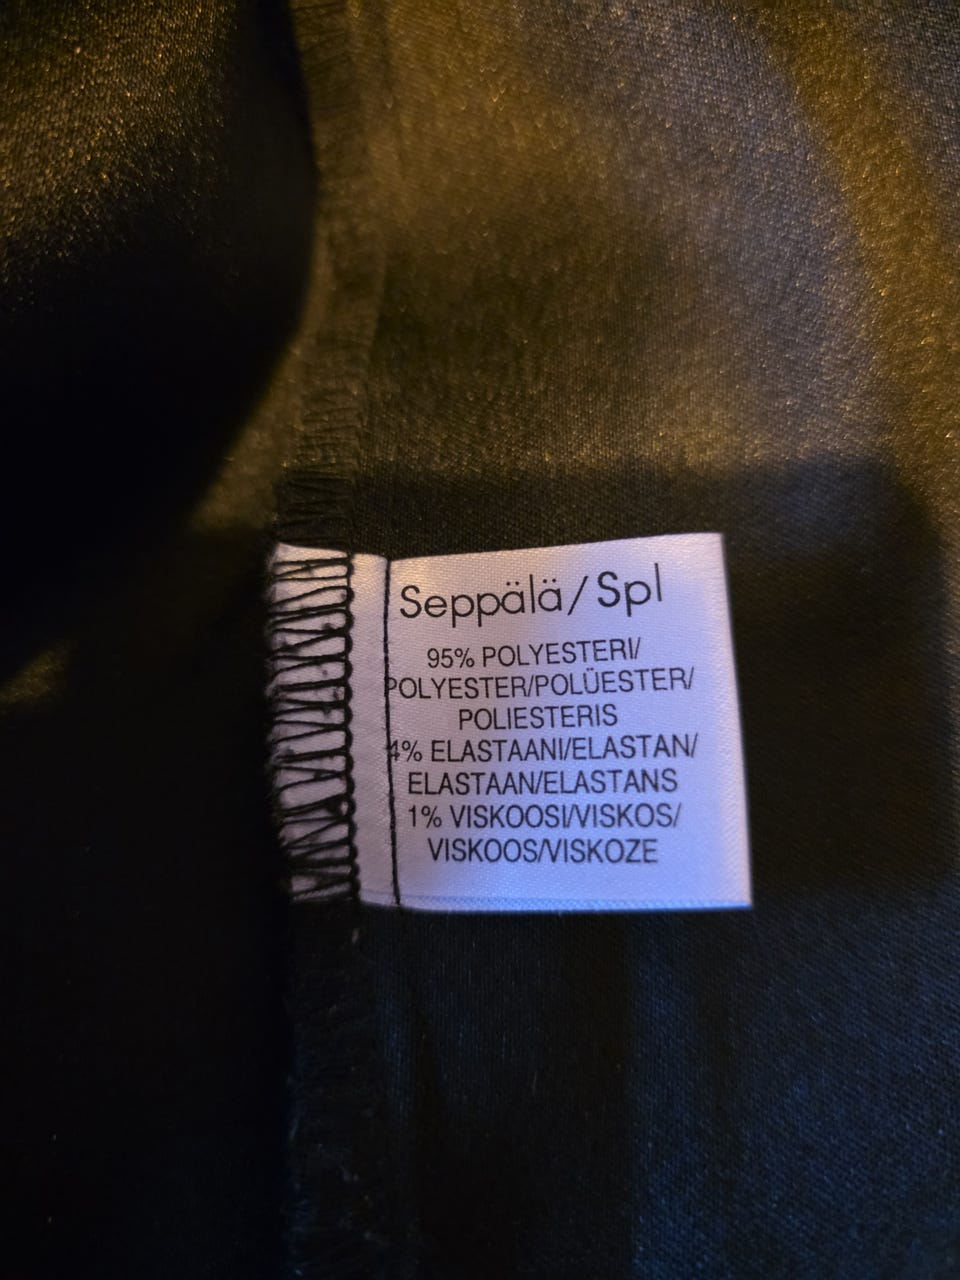 Seppälä/Spl
95% POLYESTERI/
POLYESTER/POLÜESTER/
POLIESTERIS
4% ELASTAANI/ELASTAN/
ELASTAAN/ELASTANS
1% VISKOOSI/VISKOS/
VISKOOS/VISKOZE